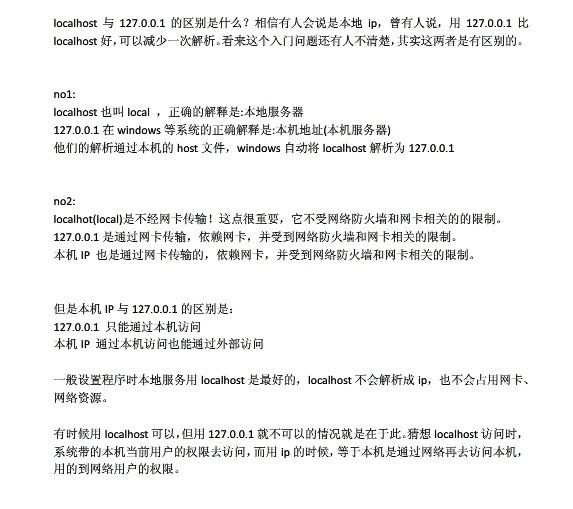 localhost 与 127.0.0.1 的区别是什么？相信有人会说是本地 ip，曾有人说，用 127.0.0.1 比
localhost 好，可以减少一次解析。看来这个入门问题还有人不清楚，其实这两者是有区别的。
no1:
localhost 也叫 local ，正确的解释是:本地服务器
127.0.0.1 在 windows 等系统的正确解释是:本机地址(本机服务器)
他们的解析通过本机的 host 文件，windows 自动将 localhost 解析为 127.0.0.1
no2:
localhot(local)是不经网卡传输！这点很重要，它不受网络防火墙和网卡相关的的限制。
127.0.0.1 是通过网卡传输，依赖网卡，并受到网络防火墙和网卡相关的限制。
本机 IP 也是通过网卡传输的，依赖网卡，并受到网络防火墙和网卡相关的限制。
但是本机 IP 与 127.0.0.1 的区别是：
127.0.0.1 只能通过本机访问
本机 IP 通过本机访问也能通过外部访问
一般设置程序时本地服务用 localhost 是最好的，localhost 不会解析成 ip，也不会占用网卡、
网络资源。
有时候用 localhost 可以，但用 127.0.0.1 就不可以的情况就是在于此。猜想 localhost 访问时，
系统带的本机当前用户的权限去访问，而用 ip 的时候，等于本机是通过网络再去访问本机，
用的到网络用户的权限。